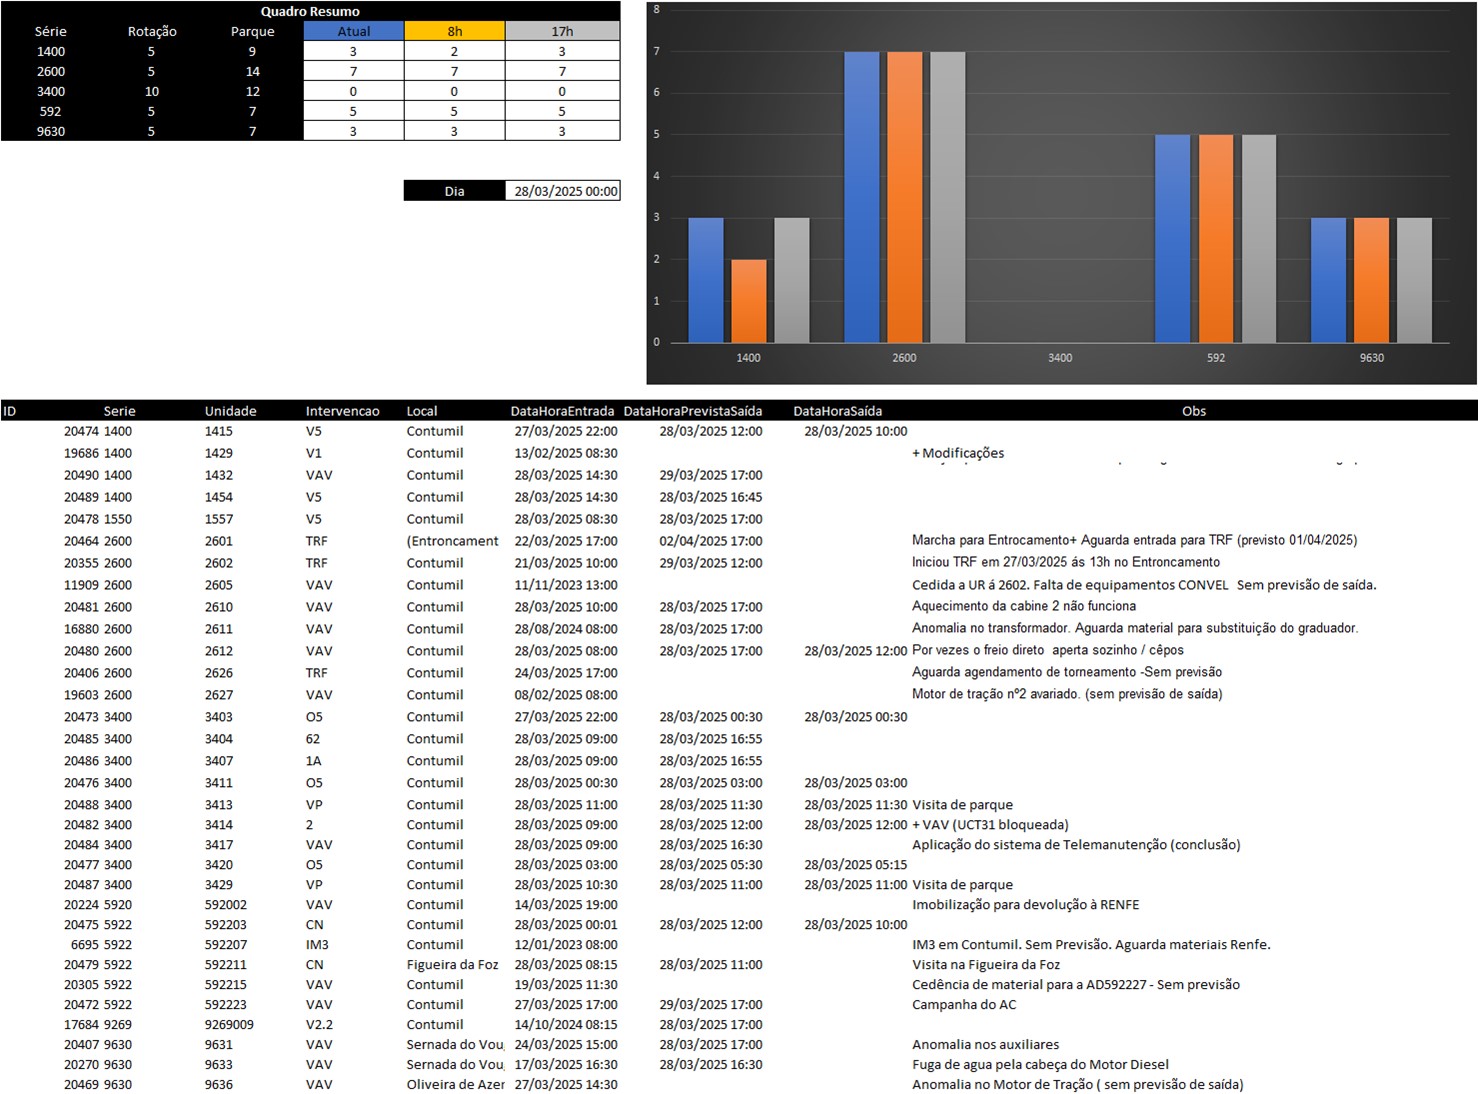 Quadro Resumo
Série Rotação Parque Atual 8h 17h
1400 5 9 3 2 3
2600 5 14 7 7 7
3400 10 12 0 0 0
592 5 7 5 5 5
9630 5 7 3 3 3
Dia 28/03/2025 00:00
8
7
6
5
4
3
2
1
0
1400 2600 3400 592 9630
ID Serie Unidade Intervencao Local DataHoraEntrada DataHoraPrevistaSaída DataHoraSaída Obs
20474 1400 1415 V5 Contumil 27/03/2025 22:00 28/03/2025 12:00 28/03/2025 10:00
19686 1400 1429 V1 Contumil 13/02/2025 08:30 + Modificações
20490 1400 1432 VAV Contumil 28/03/2025 14:30 29/03/2025 17:00
20489 1400 1454 V5 Contumil 28/03/2025 14:30 28/03/2025 16:45
20478 1550 1557 V5 Contumil 28/03/2025 08:30 28/03/2025 17:00
20464 2600 2601 TRF (Entroncament 22/03/2025 17:00 02/04/2025 17:00 Marcha para Entrocamento+ Aguarda entrada para TRF (previsto 01/04/2025)
20355 2600 2602 TRF Contumil 21/03/2025 10:00 29/03/2025 12:00 Iniciou TRF em 27/03/2025 ás 13h no Entroncamento
11909 2600 2605 VAV Contumil 11/11/2023 13:00 Cedida a UR á 2602. Falta de equipamentos CONVEL Sem previsão de saída.
20481 2600 2610 VAV Contumil 28/03/2025 10:00 28/03/2025 17:00 Aquecimento da cabine 2 não funciona
16880 2600 2611 VAV Contumil 28/08/2024 08:00 28/03/2025 17:00 Anomalia no transformador. Aguarda material para substituição do graduador.
20480 2600 2612 VAV Contumil 28/03/2025 08:00 28/03/2025 17:00 28/03/2025 12:00 Por vezes o freio direto aperta sozinho / cêpos
20406 2600 2626 TRF Contumil 24/03/2025 17:00 Aguarda agendamento de torneamento -Sem previsão
19603 2600 2627 VAV Contumil 08/02/2025 08:00 Motor de tração nº2 avariado. (sem previsão de saída)
20473 3400 3403 O5 Contumil 27/03/2025 22:00 28/03/2025 00:30 28/03/2025 00:30
20485 3400 3404 62 Contumil 28/03/2025 09:00 28/03/2025 16:55
20486 3400 3407 1A Contumil 28/03/2025 09:00 28/03/2025 16:55
20476 3400 3411 O5 Contumil 28/03/2025 00:30 28/03/2025 03:00 28/03/2025 03:00
20488 3400 3413 VP Contumil 28/03/2025 11:00 28/03/2025 11:30 28/03/2025 11:30 Visita de parque
20482 3400 3414 2 Contumil 28/03/2025 09:00 28/03/2025 12:00 28/03/2025 12:00 + VAV (UCT31 bloqueada)
20484 3400 3417 VAV Contumil 28/03/2025 09:00 28/03/2025 16:30 Aplicação do sistema de Telemanutenção (conclusão)
20477 3400 3420 O5 Contumil 28/03/2025 03:00 28/03/2025 05:30 28/03/2025 05:15
20487 3400 3429 VP Contumil 28/03/2025 10:30 28/03/2025 11:00 28/03/2025 11:00 Visita de parque
20224 5920 592002 VAV Contumil 14/03/2025 19:00 Imobilização para devolução à RENFE
20475 5922 592203 CN Contumil 28/03/2025 00:01 28/03/2025 12:00 28/03/2025 10:00
6695 5922 592207 IM3 Contumil 12/01/2023 08:00 IM3 em Contumil. Sem Previsão. Aguarda materiais Renfe.
20479 5922 592211 CN Figueira da Foz 28/03/2025 08:15 28/03/2025 11:00 Visita na Figueira da Foz
20305 5922 592215 VAV Contumil 19/03/2025 11:30 Cedência de material para a AD592227 - Sem previsão
20472 5922 592223 VAV Contumil 27/03/2025 17:00 29/03/2025 17:00 Campanha do AC
17684 9269 9269009 V2.2 Contumil 14/10/2024 08:15 28/03/2025 17:00
20407 9630 9631 VAV Sernada do Vou 24/03/2025 15:00 28/03/2025 17:00 Anomalia nos auxiliares
20270 9630 9633 VAV Sernada do Vou 17/03/2025 16:30 28/03/2025 16:30 Fuga de agua pela cabeça do Motor Diesel
20469 9630 9636 VAV Oliveira de Azer 27/03/2025 14:30 Anomalia no Motor de Tração ( sem previsão de saída)